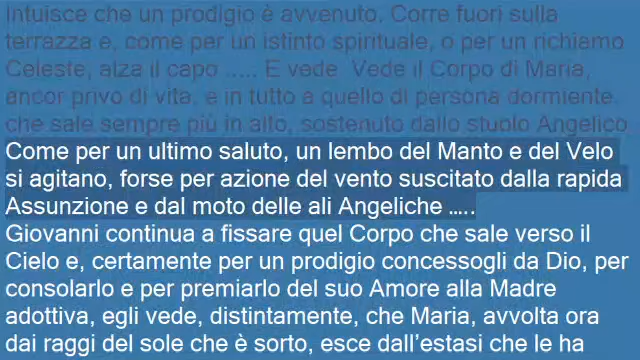 Intuisce che un prodigio è avvenuto. Corre fuori sulla
terrazza e, come per un istinto spirituale, o per un richiamo
Celeste, alza il capo ..... E vede. Vede il Corpo di Maria,
ancor privo di vita, e in tutto a quello di persona dormiente,
che sale sempre più in alto, sostenuto dallo stuolo Angelico
Come per un ultimo saluto, un lembo del Manto e del Velo
si agitano, forse per azione del vento suscitato dalla rapida
Assunzione e dal moto delle ali Angeliche .....
Giovanni continua a fissare quel Corpo che sale verso il
Cielo e, certamente per un prodigio concessogli da Dio, per
consolarlo e per premiarlo del suo Amore alla Madre
adottiva, egli vede, distintamente, che Maria, avvolta ora
dai raggi del sole che è sorto, esce dall’estasi che le ha